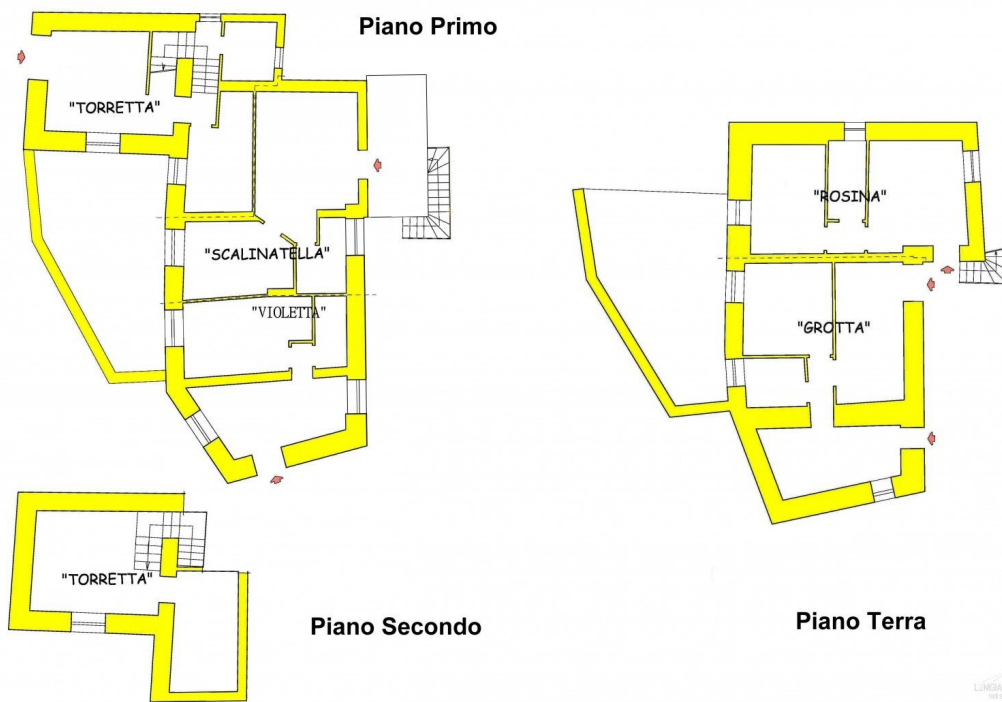 Piano Primo
"TORRETTA"
"SCALINATELLA"
"VIOLETTA"
"ROSINA"
"GROTTA"
"TORRETTA"
Piano Secondo
Piano Terra